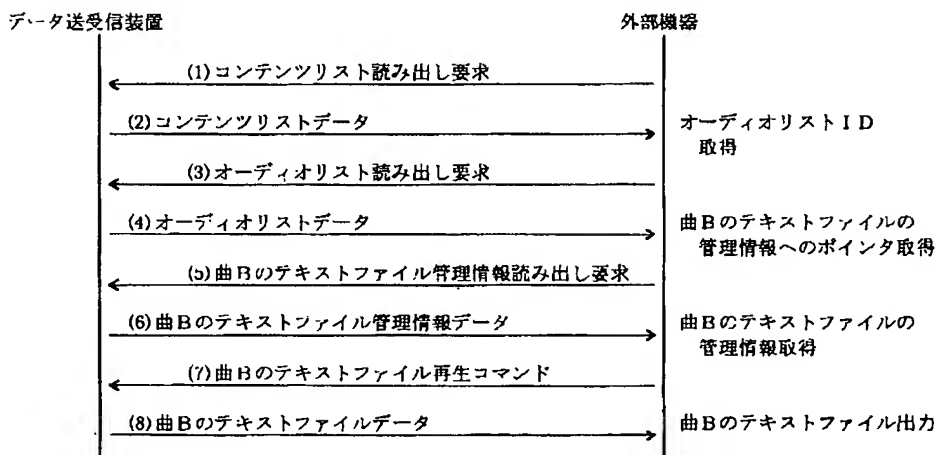 データ送受信装置
外部機器
(1)コンテンツリスト読み出し要求
(2)コンテンツリストデータ
オーディオリストID
取得
(3)オーディオリスト読み出し要求
(4)オーディオリストデータ
曲Bのテキストファイルの
管理情報へのポインタ取得
(5)曲Bのテキストファイル管理情報読み出し要求
(6)曲Bのテキストファイル管理情報データ
曲Bのテキストファイルの
管理情報取得
(7)曲Bのテキストファイル再生コマンド
(8)曲Bのテキストファイルデータ
曲Bのテキストファイル出力